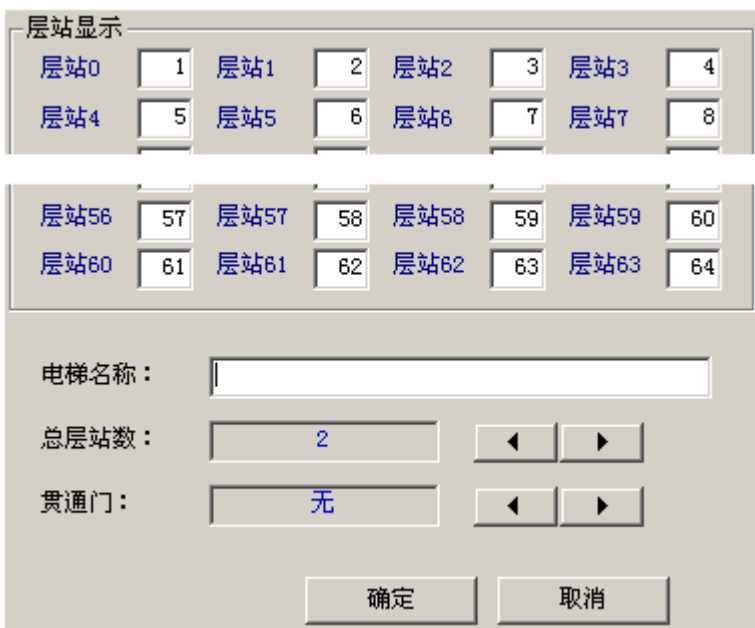 层站显示
层站0 1 层站1 2 层站2 3 层站3 4
层站4 5 层站5 6 层站6 7 层站7 8
层站56 57 层站57 58 层站58 59 层站59 60
层站60 61 层站61 62 层站62 63 层站63 64
电梯名称：
总层站数： 2
贯通门： 无
确定 取消